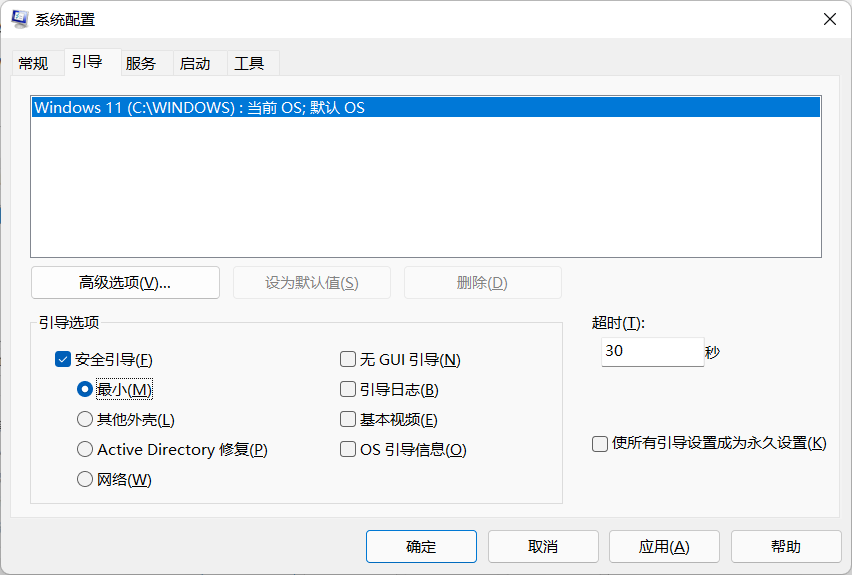 系统配置
常规 引导 服务 启动 工具
Windows 11 (C:\WINDOWS) : 当前 OS; 默认 OS
高级选项(V)... 设为默认值(S) 删除(D)
引导选项 超时(T):
安全引导(F) 无 GUI 引导(N) 30 秒
最小(M) 引导日志(B)
其他外壳(L) 基本视频(E)
Active Directory 修复(P) OS 引导信息(O) 使所有引导设置成为永久设置(K)
网络(W)
确定 取消 应用(A) 帮助